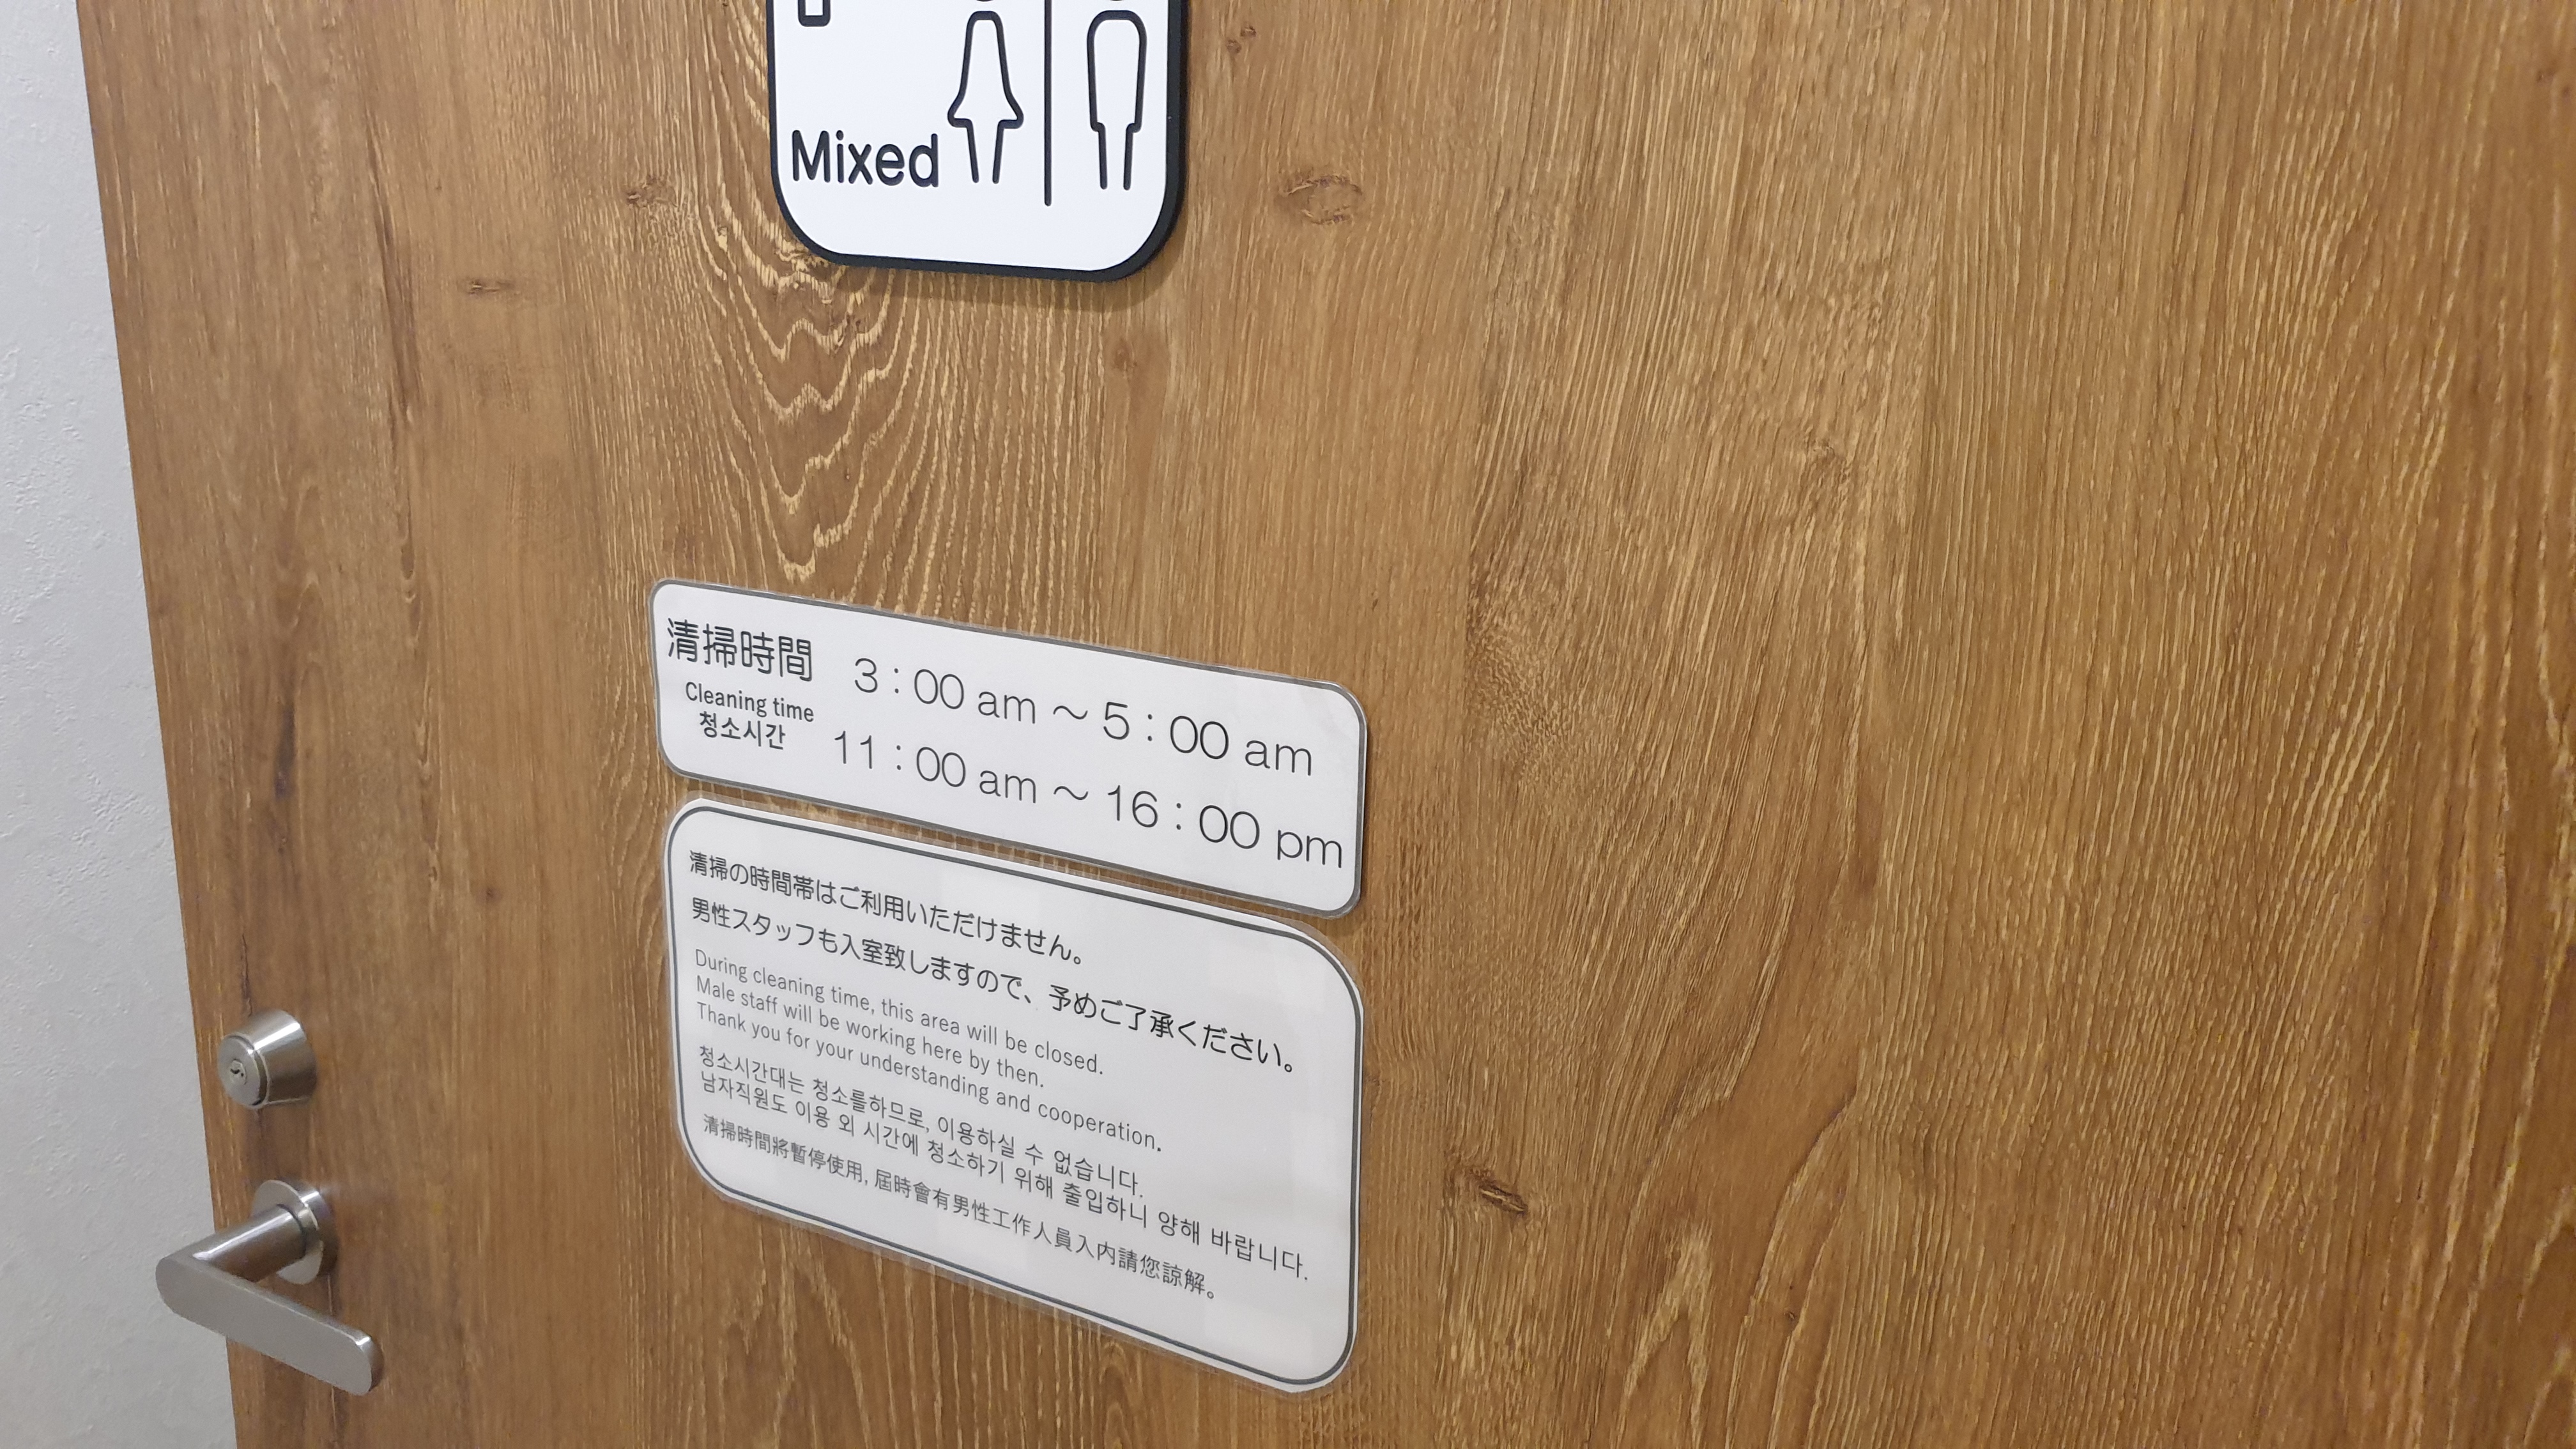 Mixed
清掃時間 3:00 am ～ 5:00 am
Cleaning time
청소시간 11:00 am ～ 16:00 pm
清掃の時間帯はご利用いただけません。
男性スタッフも入室致しますので、予めご了承ください。
During cleaning time, this area will be closed.
Male staff will be working here by then.
Thank you for your understanding and cooperation.
청소시간대는 청소를하므로, 이용하실 수 없습니다.
남자직원도 이용 외 시간에 청소하기 위해 출입하니 양해 바랍니다.
清掃時間將暫停使用, 屆時會有男性工作人員入内請您諒解。